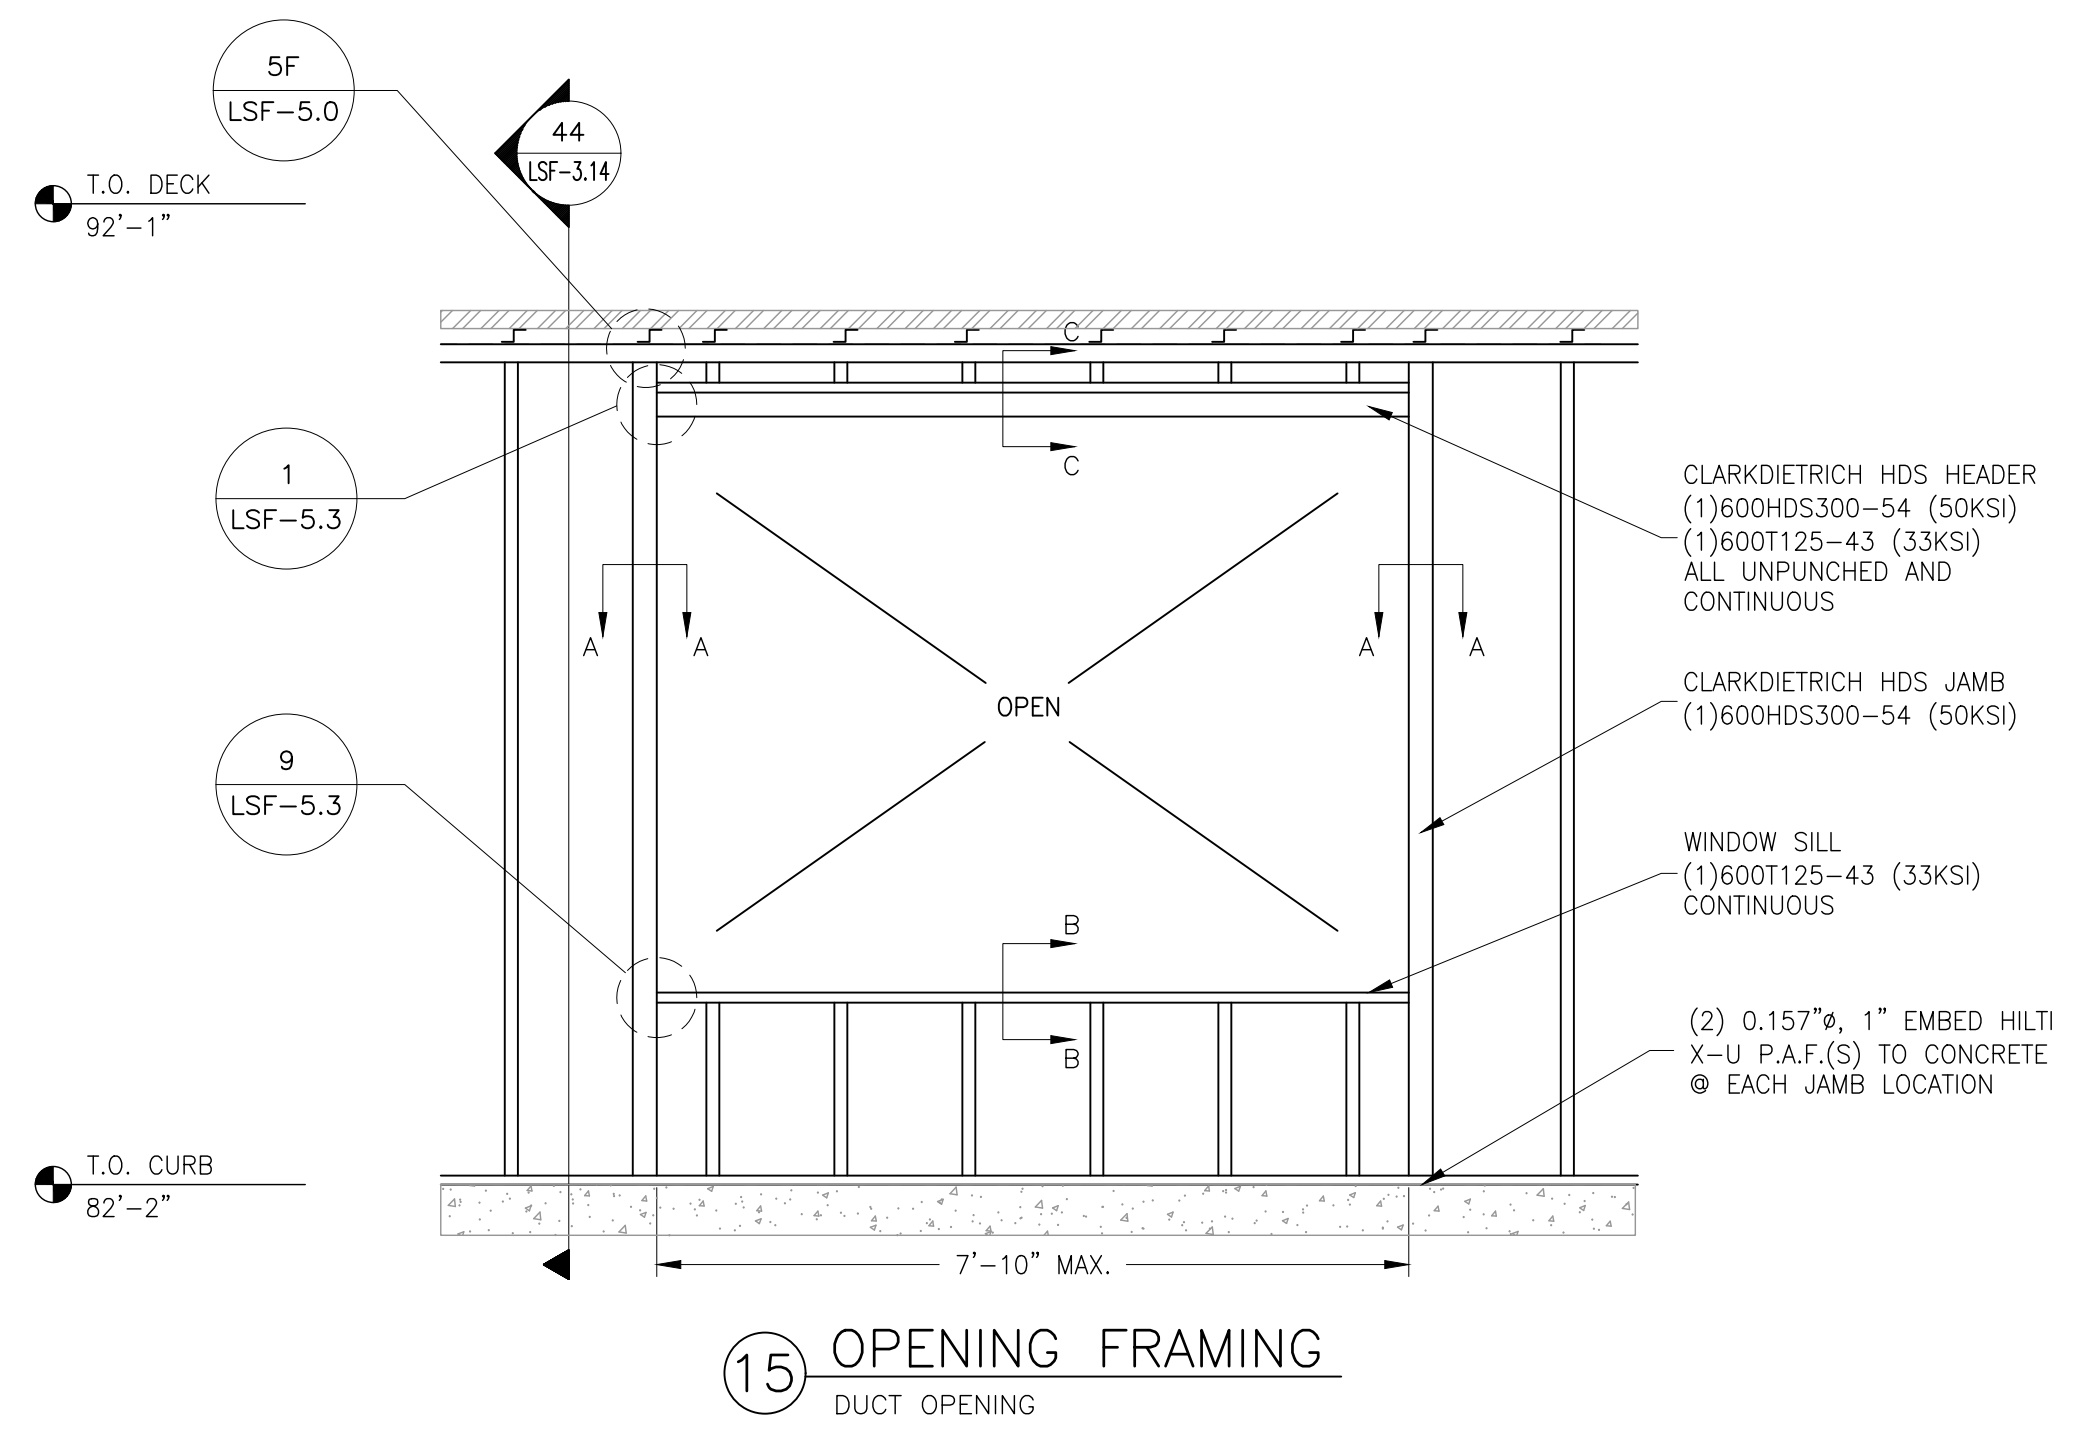 5F
LSF-5.0
44
LSF-3.14
T.O. DECK
92'-1"
C
C
1
LSF-5.3
CLARKDIETRICH HDS HEADER
(1)600HDS300-54 (50KSI)
(1)600T125-43 (33KSI)
ALL UNPUNCHED AND
CONTINUOUS
A
A
A
A
CLARKDIETRICH HDS JAMB
(1)600HDS300-54 (50KSI)
OPEN
9
LSF-5.3
WINDOW SILL
(1)600T125-43 (33KSI)
CONTINUOUS
B
B
(2) 0.157"ø, 1" EMBED HILTI
X-U P.A.F.(S) TO CONCRETE
@ EACH JAMB LOCATION
T.O. CURB
82'-2"
7'-10" MAX.
15
OPENING FRAMING
DUCT OPENING